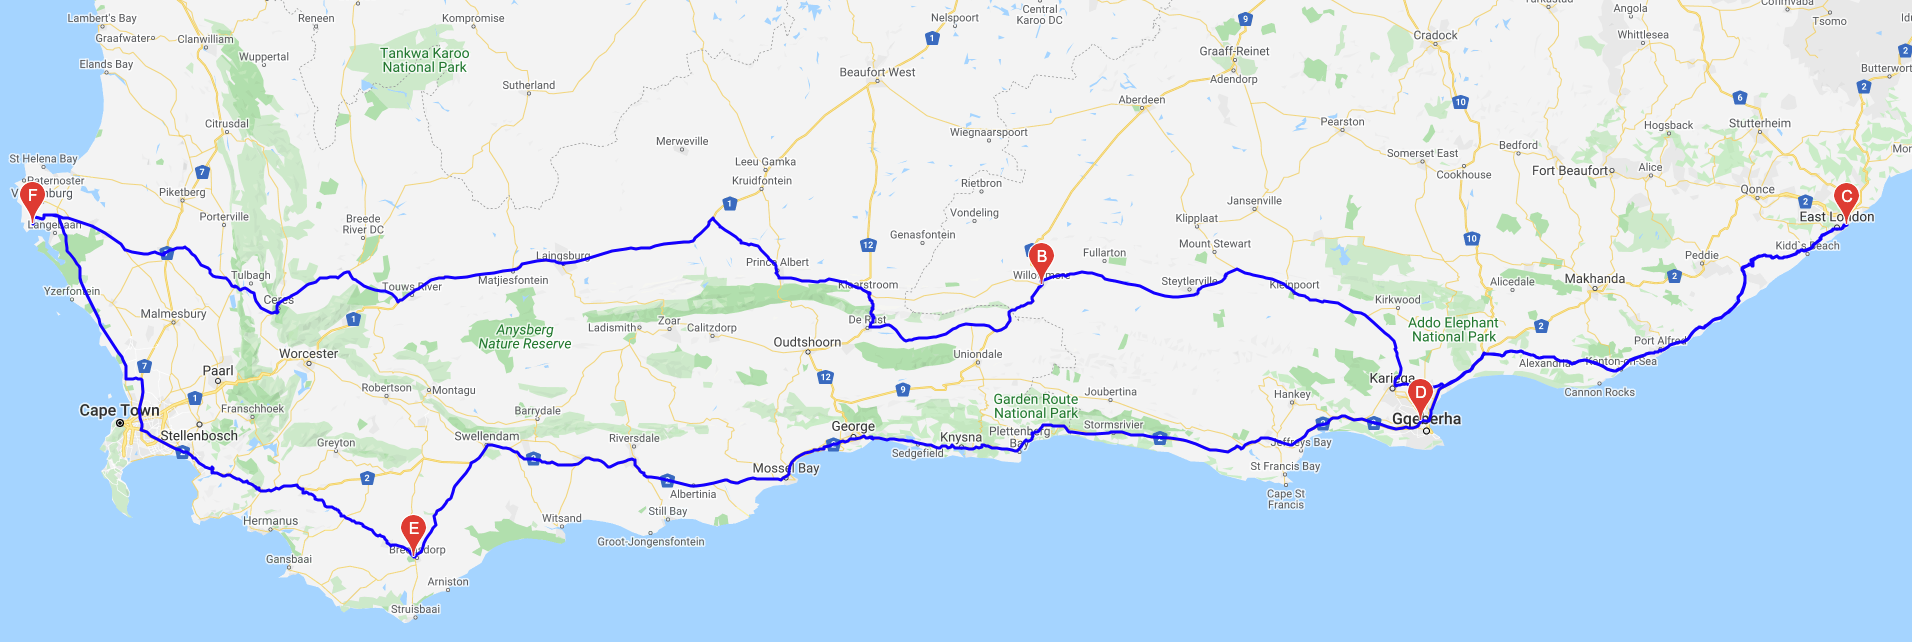 Lambert's Bay
Reneen
Kompromise
Nelspoort
Central
Karoo DC
9
Angola
Cofimvaba
Tsomo
Graafwater
Clanwilliam
1
Whittlesea
Cradock
Elands Bay
Wuppertal
Tankwa Karoo
National Park
Beaufort West
Graaff-Reinet
Adendorp
2
Butterwort
Sutherland
2
Aberdeen
10
6
Citrusdal
Wiegnaarspoort
Pearston
Hogsback
Stutterheim
Merweville
Bedford
Mor
St Helena Bay
7
Leeu Gamka
Somerset East
Cookhouse
Fort Beaufort
Alice
Paternoster
F
Piketberg
Kruidfontein
Rietbron
Qonce
C
Jansenville
1
2
Porterville
Breede
River DC
Vondeling
Klipplaat
East London
Langebaan
Genasfontein
12
10
Mount Stewart
Kidd's Beach
B
Fullarton
Peddie
Laingsburg
Prince Albert
Tulbagh
Matjiesfontein
Willowmore
Steytlerville
Makhanda
2
Yzerfontein
Touws River
Klaarstroom
Kleinpoort
Alicedale
Ceres
Kirkwood
Malmesbury
1
Anysberg
Nature Reserve
Ladismith
Zoar
Calitzdorp
De Rust
Addo Elephant
National Park
2
Oudtshoorn
Port Alfred
Worcester
Uniondale
Alexandria
Kenton-on-Sea
7
Paarl
12
Kariega
Robertson
Montagu
9
Joubertina
Hankey
D
Cannon Rocks
1
Garden Route
National Park
Cape Town
Franschhoek
Barrydale
Gqeberha
Stellenbosch
George
Stormsrivier
2
2
Greyton
Swellendam
Riversdale
Knysna
Plettenberg
Bay
2
Jeffreys Bay
2
2
2
Sedgefield
St Francis Bay
2
2
Mossel Bay
Albertinia
Cape St
Francis
Hermanus
E
Witsand
Still Bay
Groot-Jongensfontein
Bredasdorp
Gansbaai
Arniston
Struisbaai